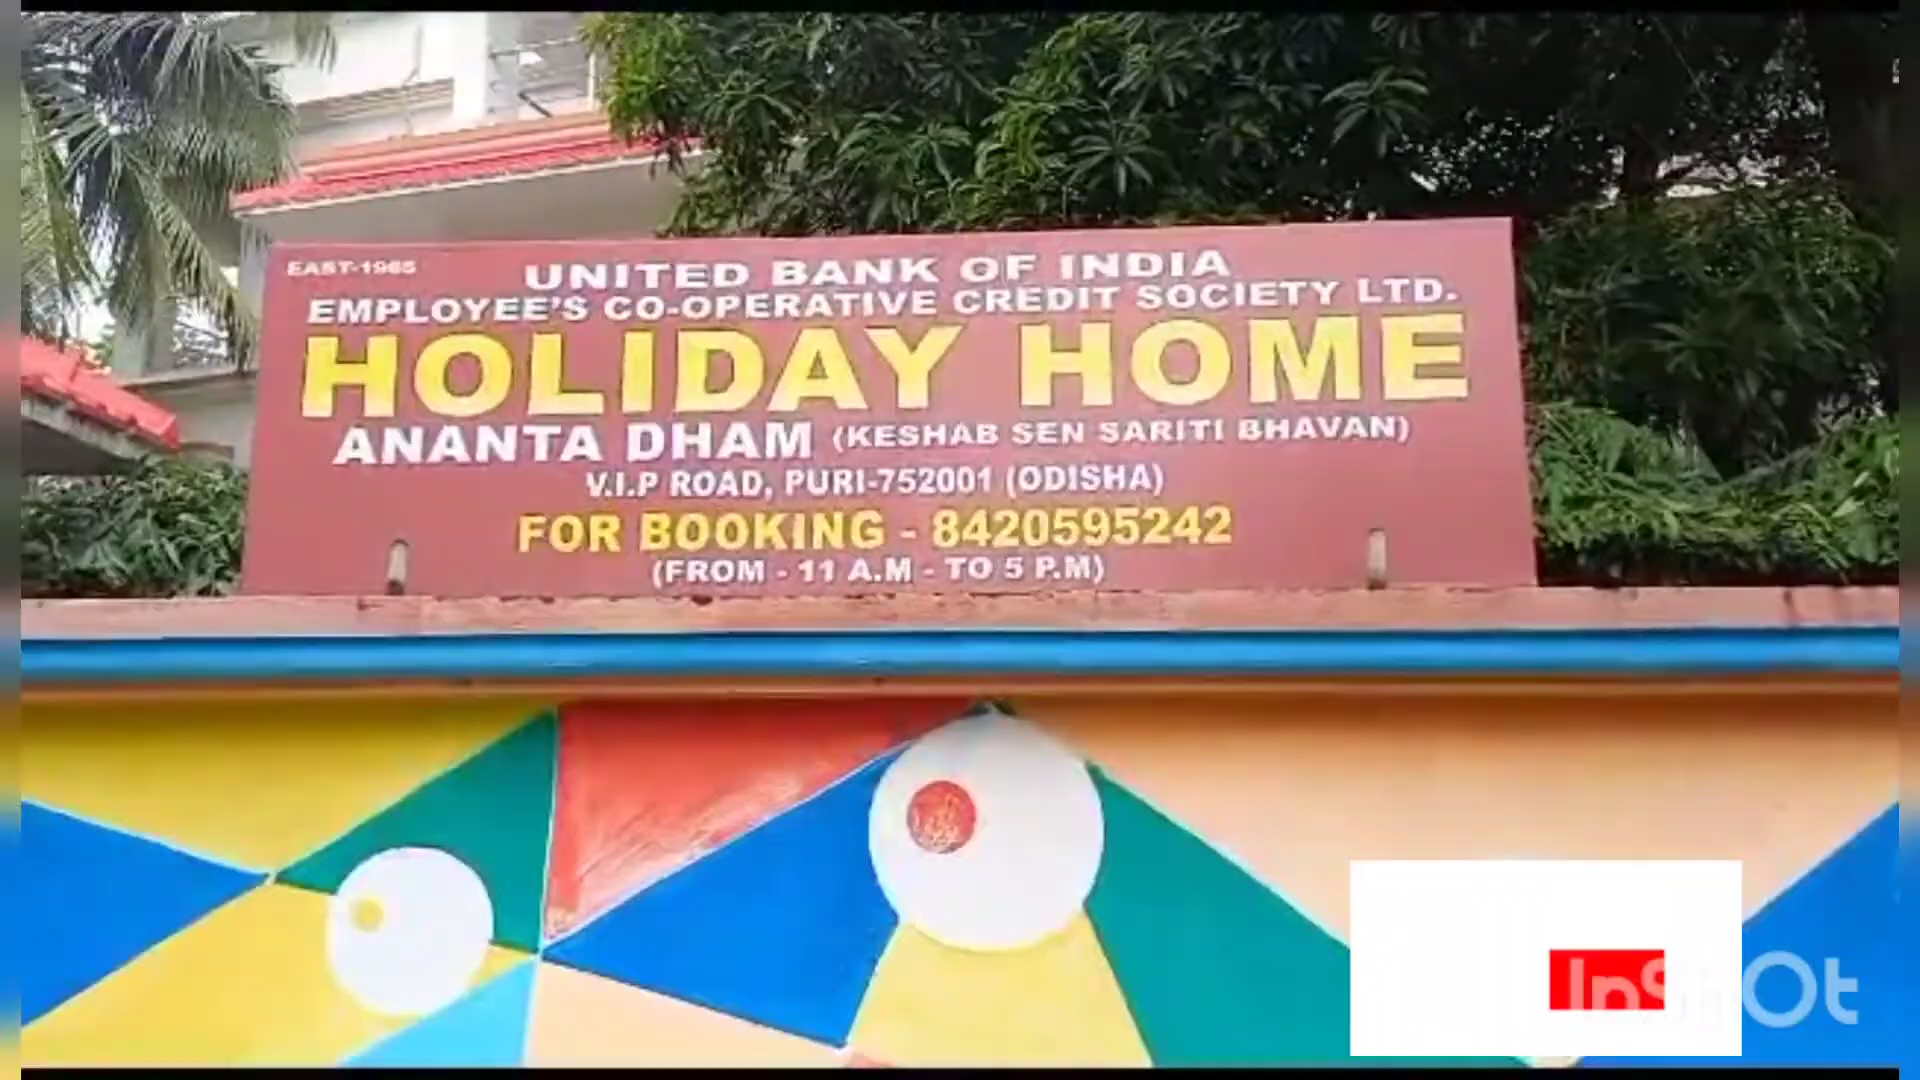 EAST-1965
UNITED BANK OF INDIA
EMPLOYEE'S CO-OPERATIVE CREDIT SOCIETY LTD.
HOLIDAY HOME
ANANTA DHAM (KESHAB SEN SARITI BHAVAN)
V.I.P ROAD, PURI-752001 (ODISHA)
FOR BOOKING - 8420595242
(FROM - 11 A.M - TO 5 P.M)
InShOt